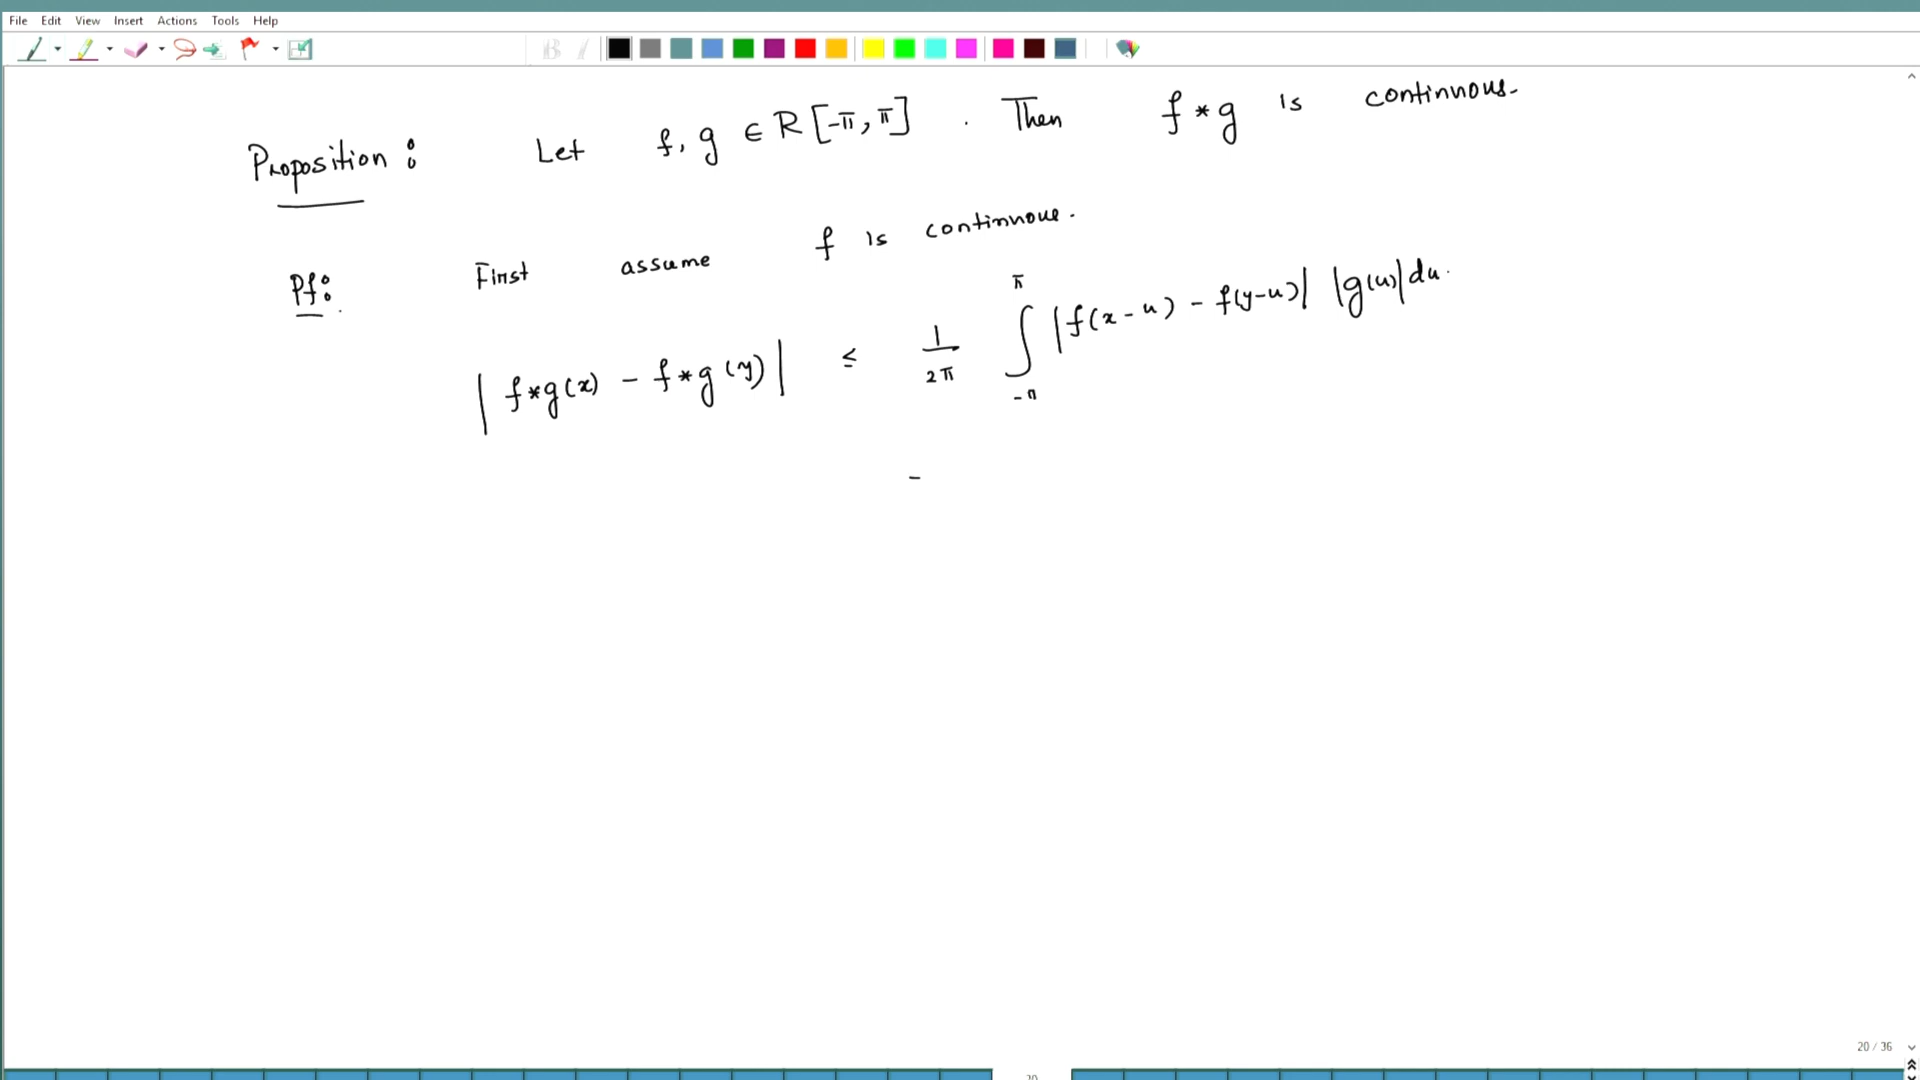 File Edit View Insert Actions Tools Help
Proposition : Let f, g ∈ R [-π, π] . Then f * g is continuous.
Pf: First assume f is continuous.
| f*g(x) - f*g(y) | ≤ 1/2π ∫_{-π}^{π} |f(x-u) - f(y-u)| |g(u)| du.
-
20 / 36
20